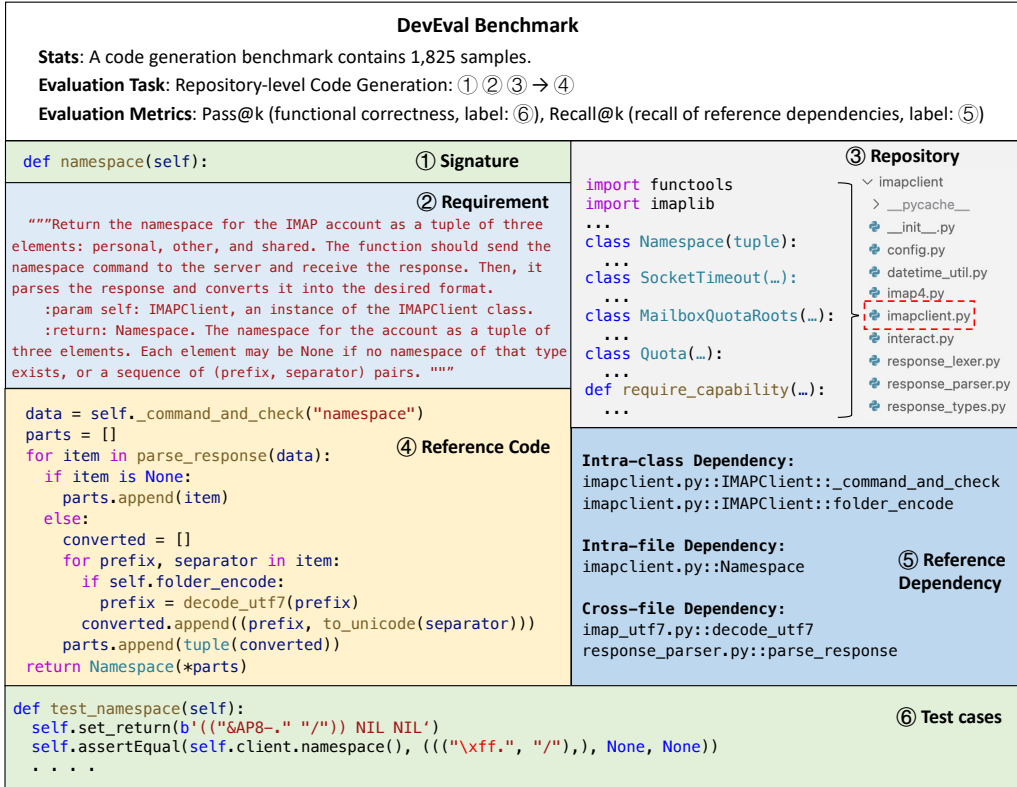 DevEval Benchmark
Stats: A code generation benchmark contains 1,825 samples.
Evaluation Task: Repository-level Code Generation: ① ② ③ → ④
Evaluation Metrics: Pass@k (functional correctness, label: ⑥), Recall@k (recall of reference dependencies, label: ⑤)
def namespace(self):
① Signature
② Requirement
“””Return the namespace for the IMAP account as a tuple of three
elements: personal, other, and shared. The function should send the
namespace command to the server and receive the response. Then, it
parses the response and converts it into the desired format.
:param self: IMAPClient, an instance of the IMAPClient class.
:return: Namespace. The namespace for the account as a tuple of
three elements. Each element may be None if no namespace of that type
exists, or a sequence of (prefix, separator) pairs. ""”
③ Repository
import functools
import imaplib
...
class Namespace(tuple):
...
class SocketTimeout(…):
...
class MailboxQuotaRoots(…):
...
class Quota(…):
...
def require_capability(…):
...
imapclient
> __pycache__
__init__.py
config.py
datetime_util.py
imap4.py
imapclient.py
interact.py
response_lexer.py
response_parser.py
response_types.py
④ Reference Code
data = self._command_and_check("namespace")
parts = []
for item in parse_response(data):
if item is None:
parts.append(item)
else:
converted = []
for prefix, separator in item:
if self.folder_encode:
prefix = decode_utf7(prefix)
converted.append((prefix, to_unicode(separator)))
parts.append(tuple(converted))
return Namespace(*parts)
Intra-class Dependency:
imapclient.py::IMAPClient::_command_and_check
imapclient.py::IMAPClient::folder_encode
Intra-file Dependency:
imapclient.py::Namespace
⑤ Reference
Dependency
Cross-file Dependency:
imap_utf7.py::decode_utf7
response_parser.py::parse_response
⑥ Test cases
def test_namespace(self):
self.set_return(b'(("&AP8-." "/")) NIL NIL‘)
self.assertEqual(self.client.namespace(), ((("\xff.", "/"),), None, None))
. . . .